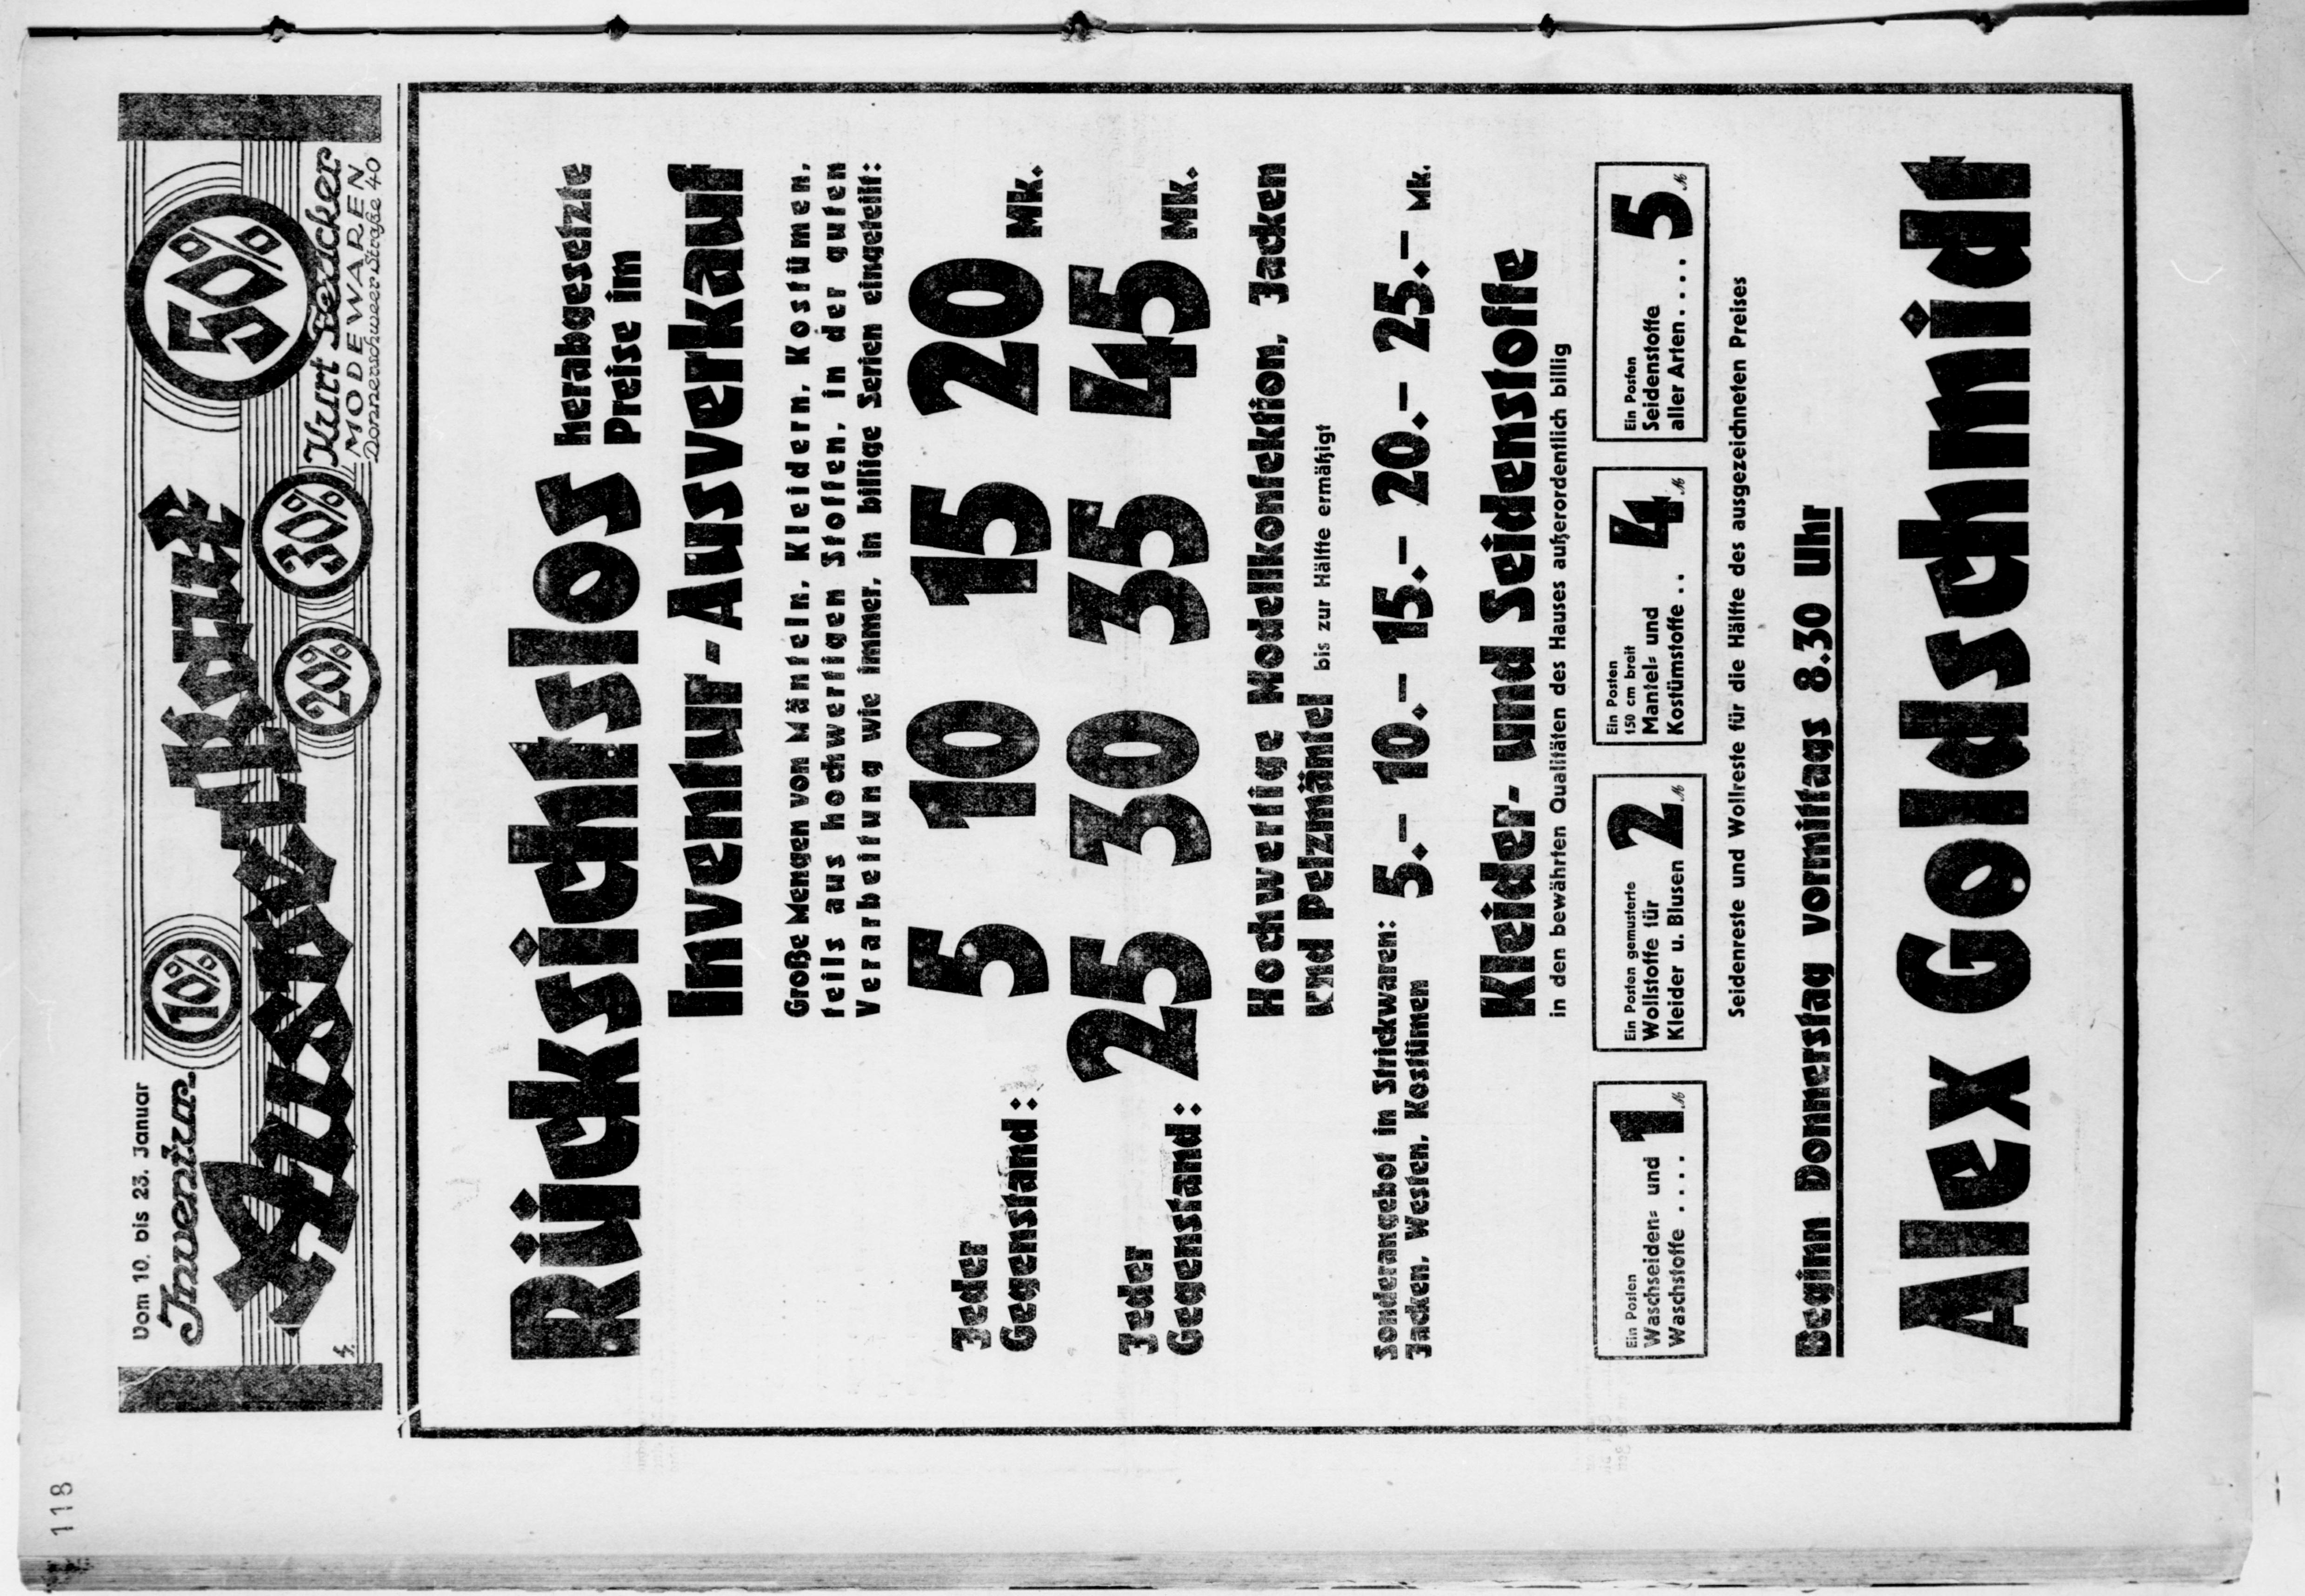 118
Vom 10. bis 23. Januar
Inventur-
Ausverkauf
10%
20%
30%
50%
Kurt
MODEWAREN
Donnerschweer Straße 40
Rücksichtslos herabgesetzte
Preise im
Inventur-Ausverkauf
Große Mengen von Mänteln, Kleidern, Kostümen,
teils aus hochwertigen Stoffen, in der guten
Verarbeitung wie immer, in billige Serien eingeteilt:
Jeder
Gegenstand: 5 10 15 20 Mk.
Jeder
Gegenstand: 25 30 35 45 Mk.
Hochwertige Modellkonfektion, Jacken
und Pelzmäntel bis zur Hälfte ermäßigt
Sonderangebot in Strickwaren:
Jacken, Westen, Kostümen 5.– 10.– 15.– 20.– 25.– Mk.
Kleider- und Seidenstoffe
in den bewährten Qualitäten des Hauses außerordentlich billig
Ein Posten
Waschseiden= und
Waschstoffe .... 1 ℳ
Ein Posten gemusterte
Wollstoffe für
Kleider u. Blusen 2 ℳ
Ein Posten
150 cm breit
Mantel= und
Kostümstoffe .. 4 ℳ
Ein Posten
Seidenstoffe
aller Arten.... 5 ℳ
Seidenreste und Wollreste für die Hälfte des ausgezeichneten Preises
Beginn Donnerstag vormittags 8.30 Uhr
Alex Goldschmidt